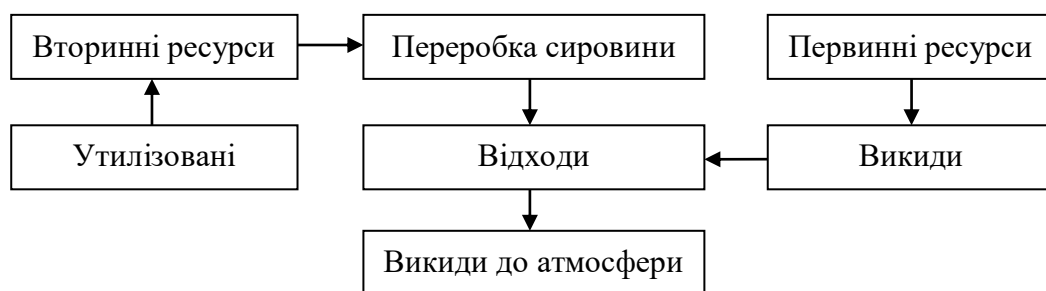 Вторинні ресурси
Переробка сировини
Первинні ресурси
Утилізовані
Відходи
Викиди
Викиди до атмосфери